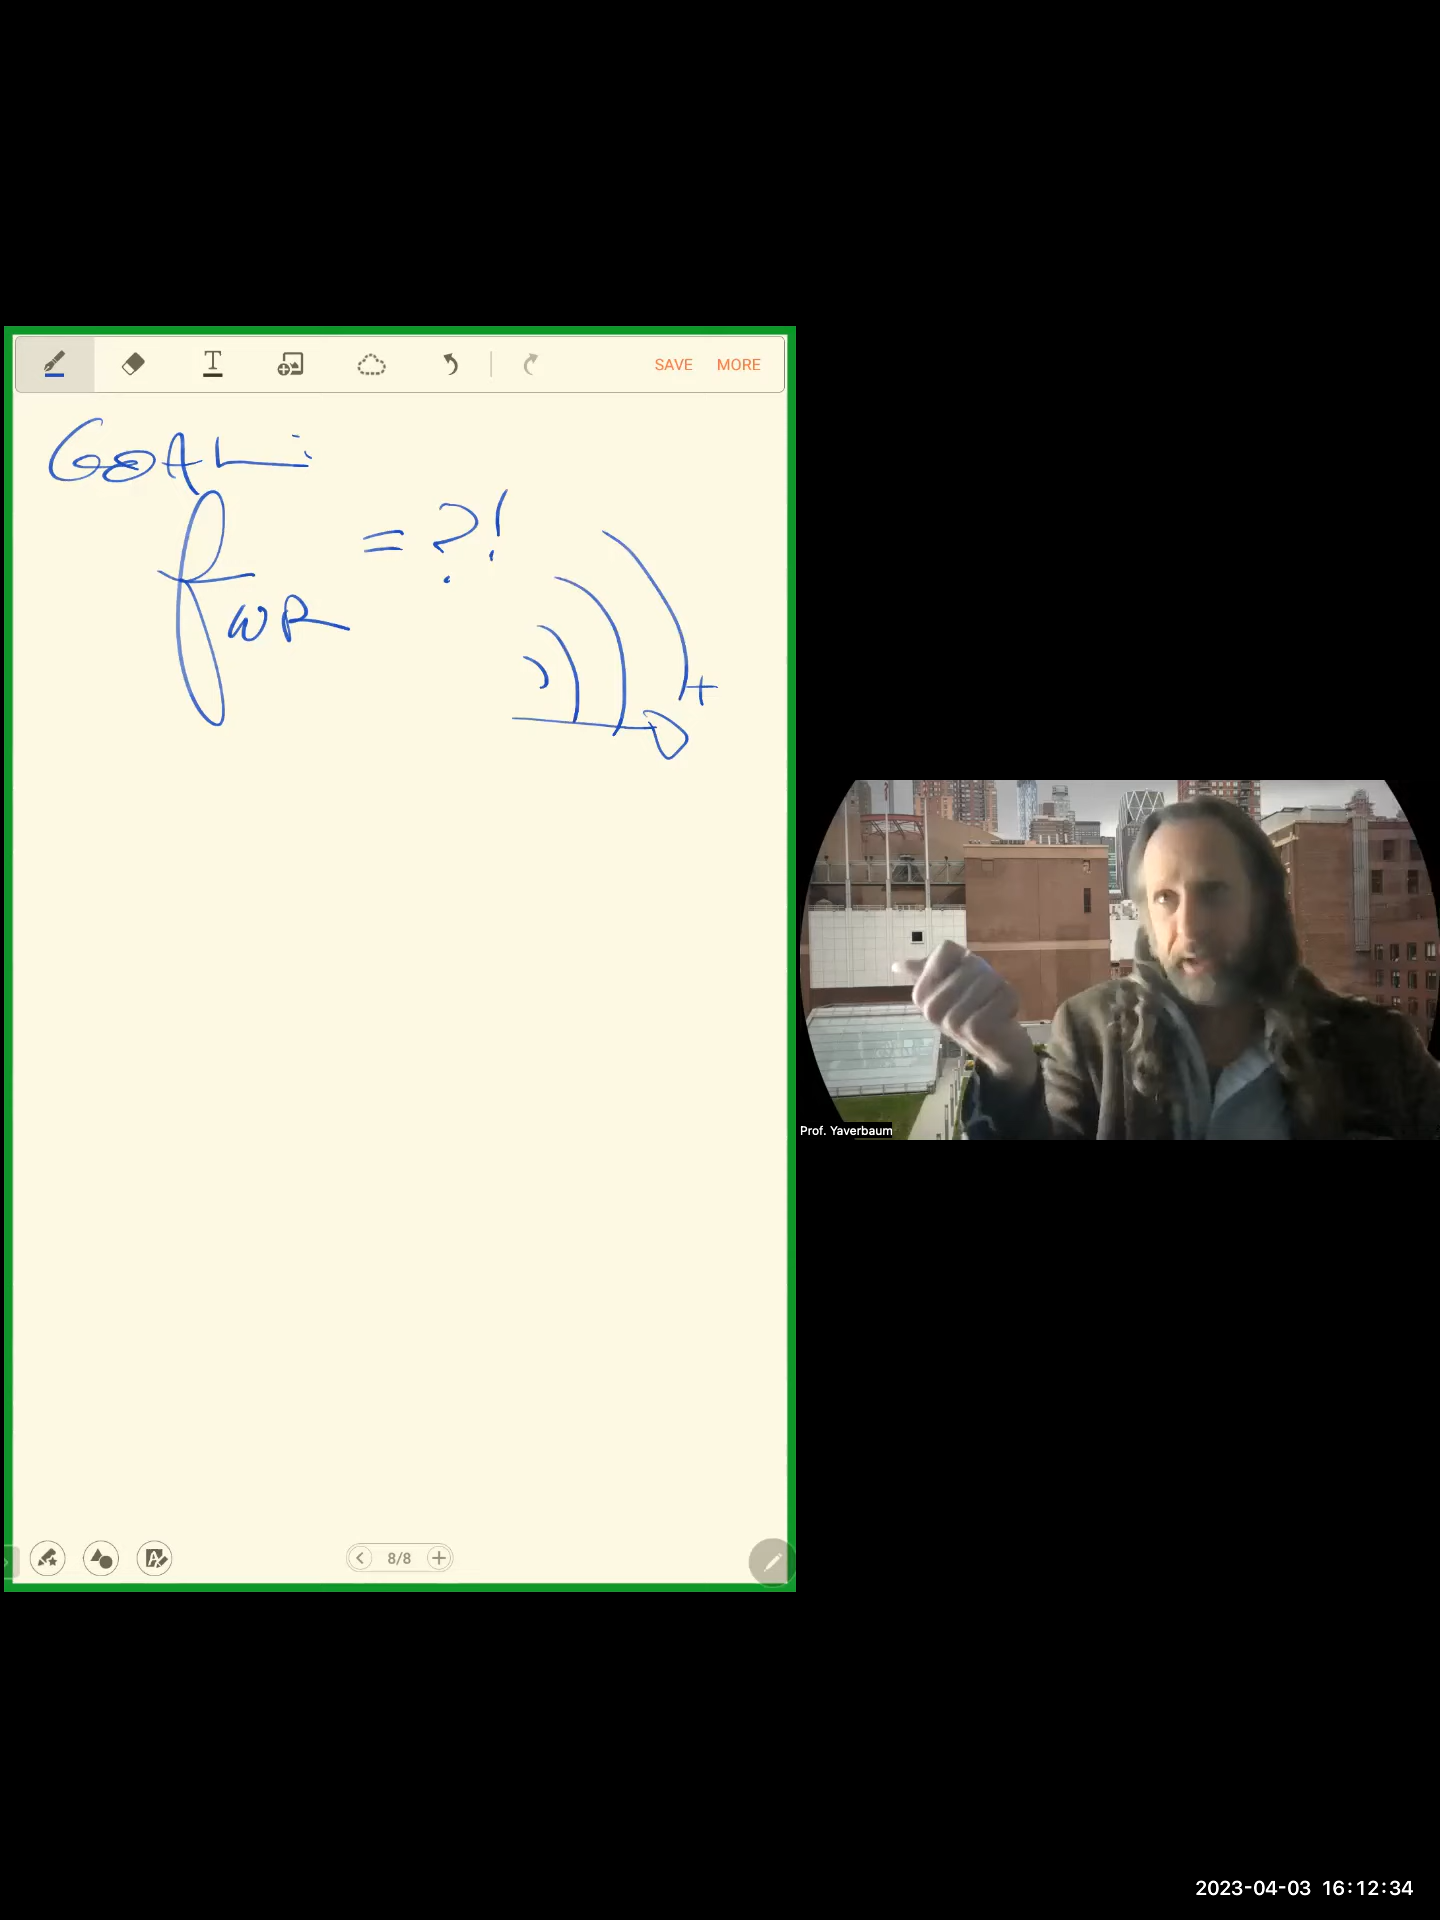 SAVE MORE
GOAL:
f WR = ?!
+
8/8
Prof. Yaverbaum
2023-04-03 16:12:34